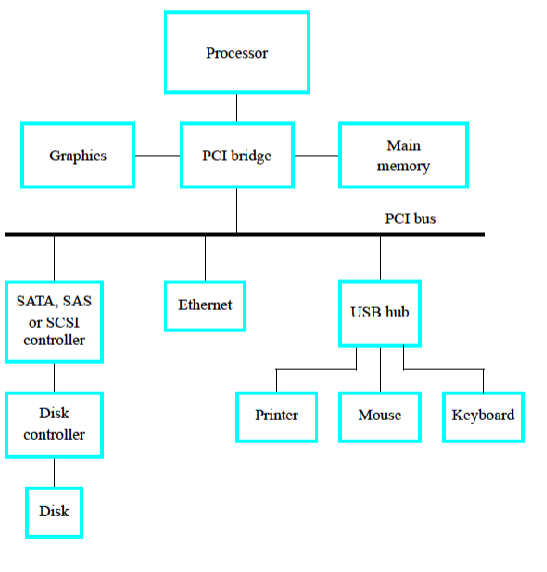 Processor
Graphics
PCI bridge
Main
memory
PCI bus
SATA, SAS
or SCSI
controller
Ethernet
USB hub
Disk
controller
Printer
Mouse
Keyboard
Disk